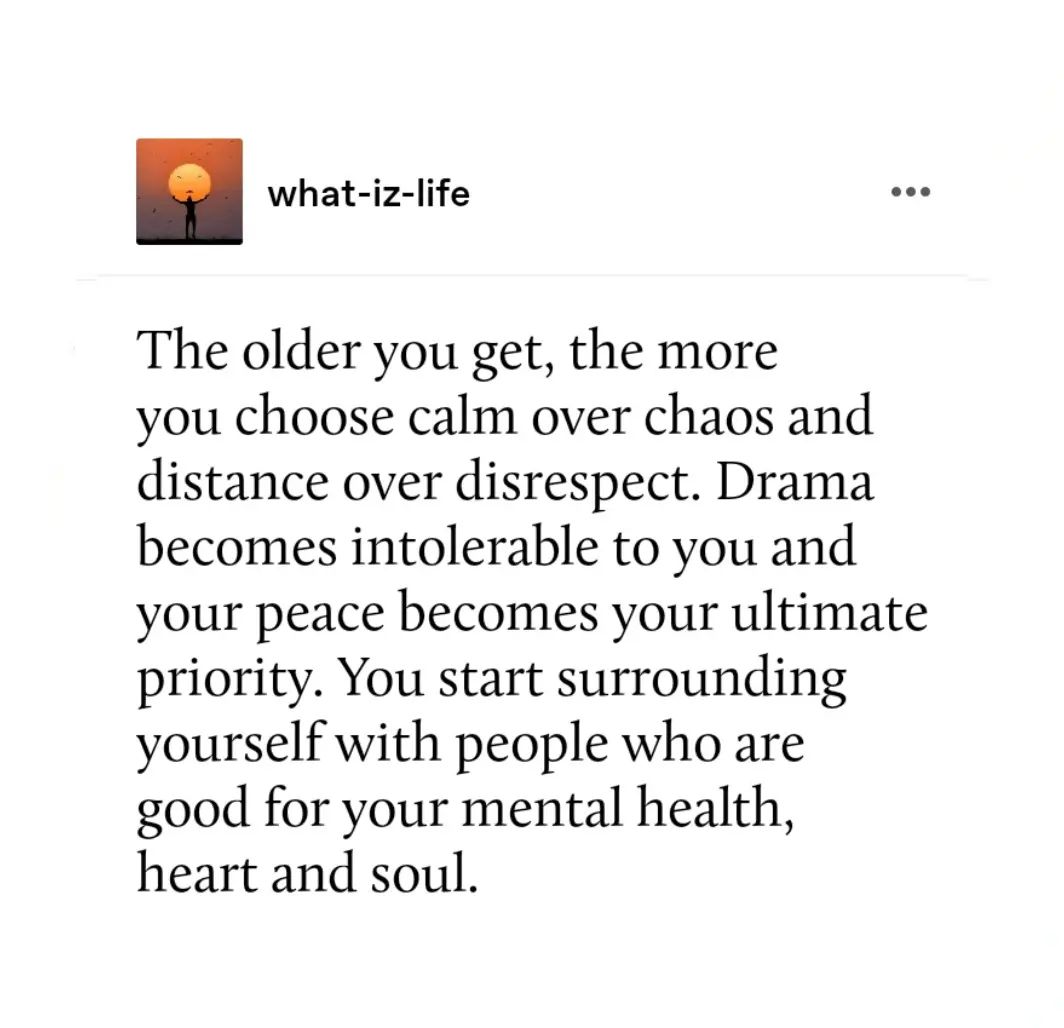 what-iz-life
The older you get, the more
you choose calm over chaos and
distance over disrespect. Drama
becomes intolerable to you and
your peace becomes your ultimate
priority. You start surrounding
yourself with people who are
good for your mental health,
heart and soul.